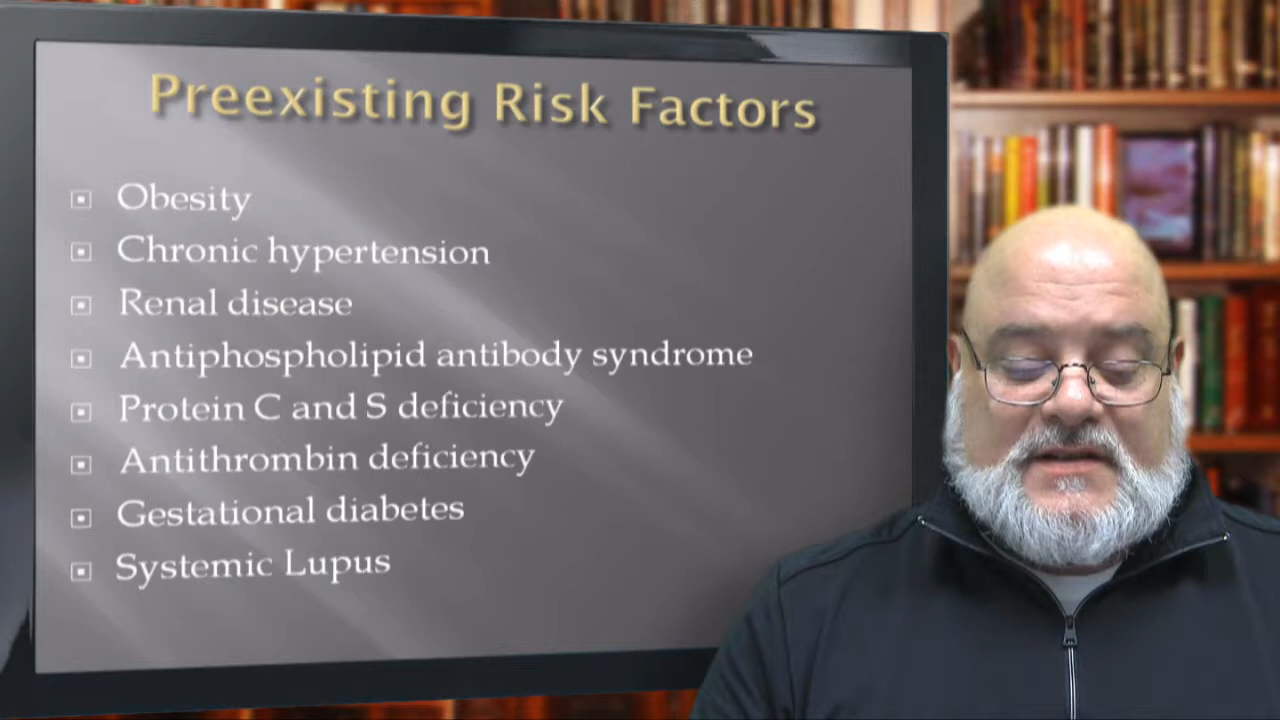 Preexisting Risk Factors
Obesity
Chronic hypertension
Renal disease
Antiphospholipid antibody syndrome
Protein C and S deficiency
Antithrombin deficiency
Gestational diabetes
Systemic Lupus